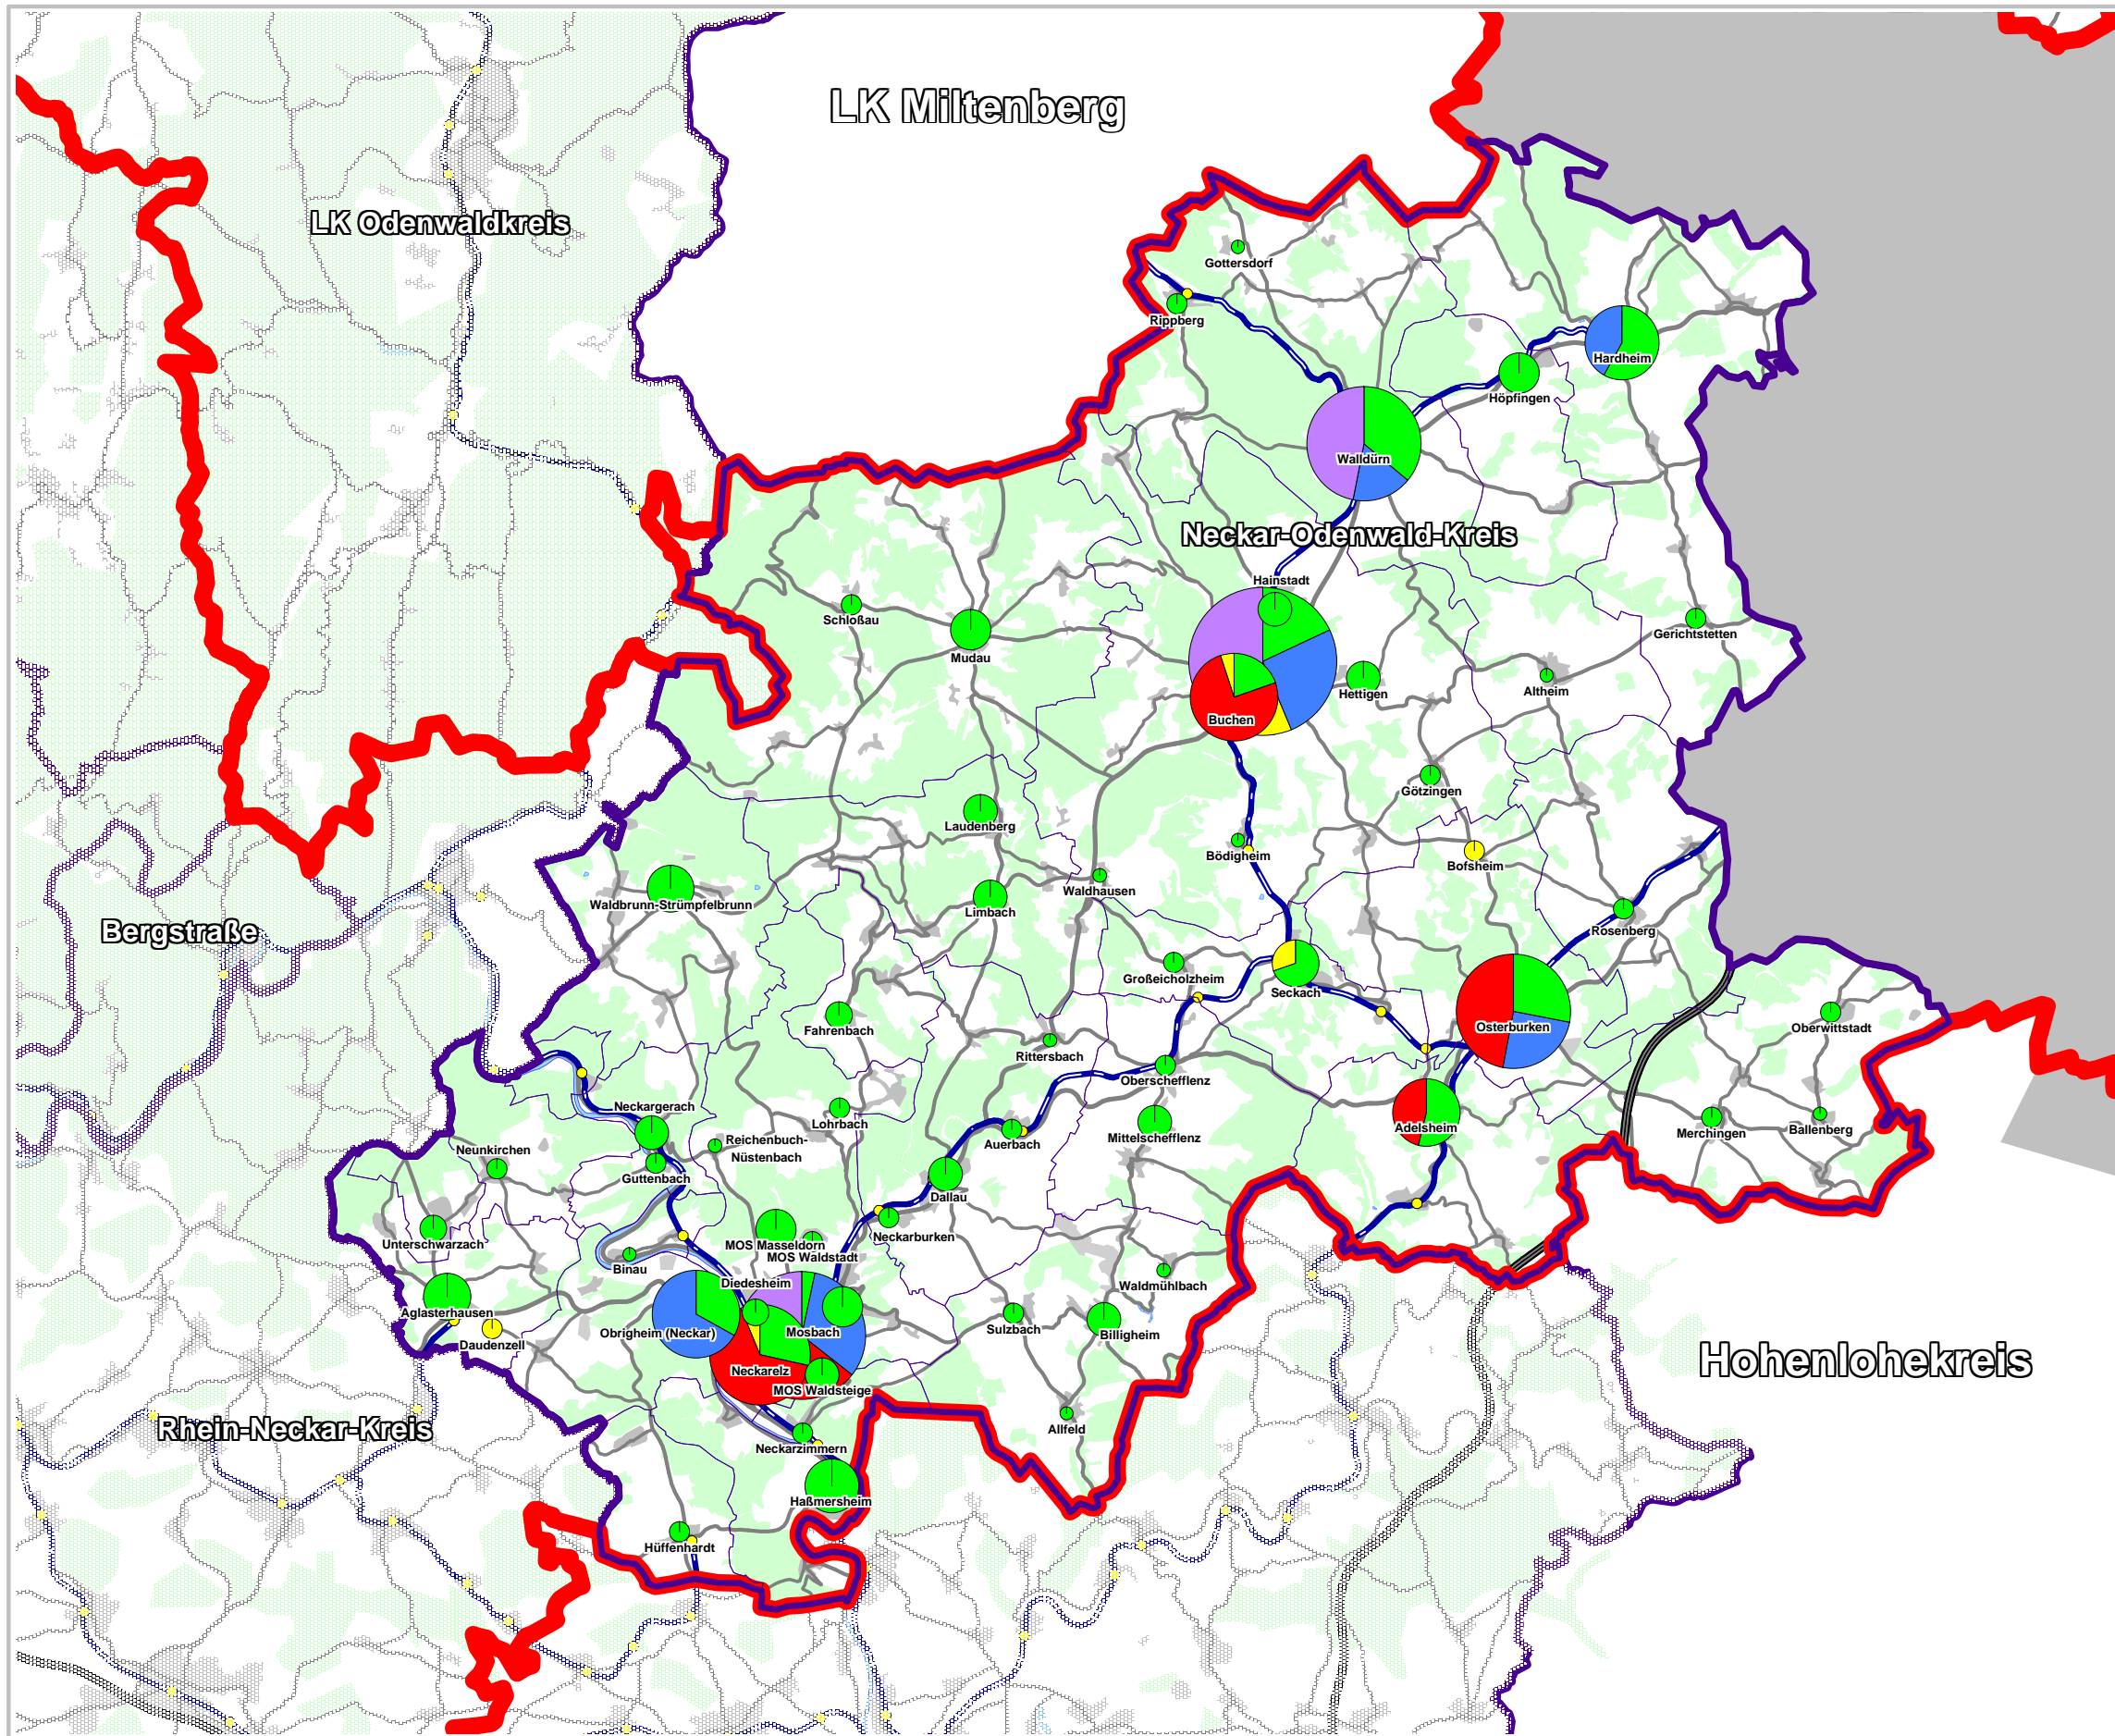 LK Miltenberg
LK Odenwaldkreis
Gottersdorf
Rippberg
Hardheim
Höpfingen
Walldürn
Neckar-Odenwald-Kreis
Hainstadt
Schloßau
Gerichtstetten
Mudau
Hettigen
Altheim
Buchen
Götzingen
Laudenberg
Bödigheim
Bofsheim
Waldhausen
Waldbrunn-Strümpfelbrunn
Limbach
Bergstraße
Rosenberg
Großeicholzheim
Seckach
Fahrenbach
Osterburken
Oberwittstadt
Rittersbach
Oberschefflenz
Neckargerach
Lohrbach
Adelsheim
Merchingen
Ballenberg
Auerbach
Mittelschefflenz
Reichenbuch-
Nüstenbach
Neunkirchen
Guttenbach
Dallau
Neckarburken
Unterschwarzach
MOS Masseldorn
MOS Waldstadt
Binau
Diedesheim
Waldmühlbach
Aglasterhausen
Obrigheim (Neckar)
Mosbach
Sulzbach
Billigheim
Daudenzell
Hohenlohekreis
Neckarelz
MOS Waldsteige
Rhein-Neckar-Kreis
Allfeld
Neckarzimmern
Haßmersheim
Hüffenhardt